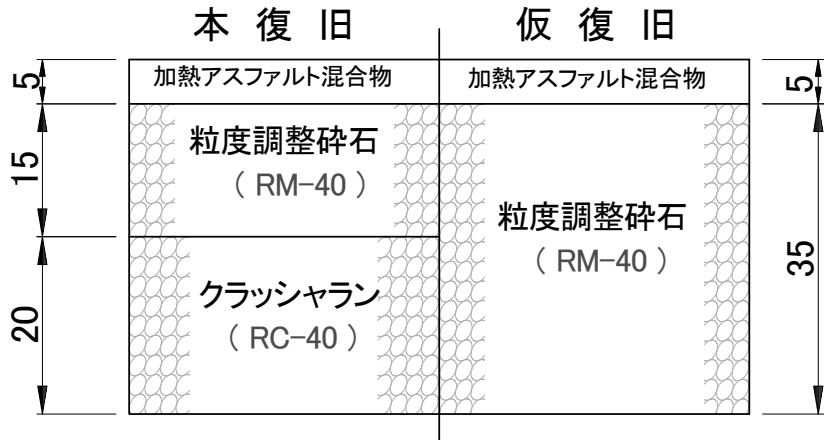 本復旧
仮復旧
5
加熱アスファルト混合物
加熱アスファルト混合物
5
15
粒度調整砕石
（ RM-40 ）
粒度調整砕石
（ RM-40 ）
35
20
クラッシャラン
（ RC-40 ）